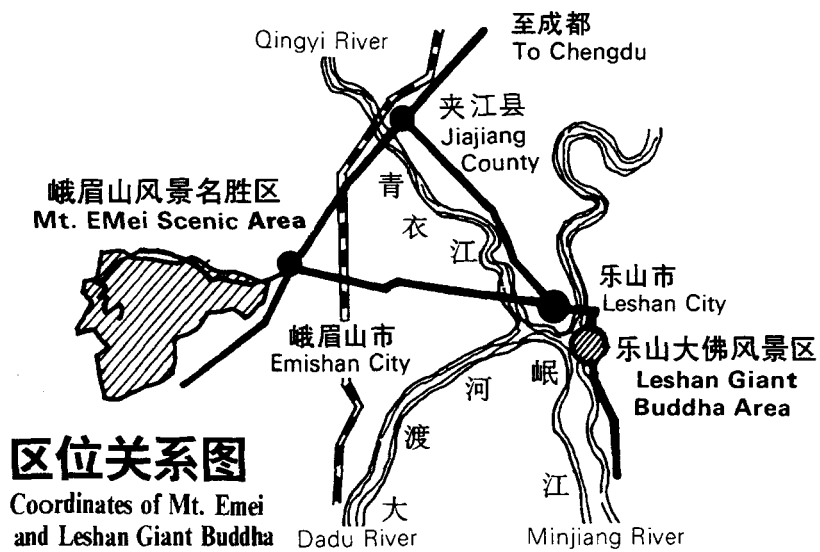 至成都
To Chengdu
Qingyi River
夹江县
Jiajiang
County
青衣江
峨眉山风景名胜区
Mt. EMei Scenic Area
乐山市
Leshan City
峨眉山市
Emishan City
乐山大佛风景区
Leshan Giant
Buddha Area
岷江
大渡河
区位关系图
Coordinates of Mt. Emei
and Leshan Giant Buddha
Dadu River
Minjiang River